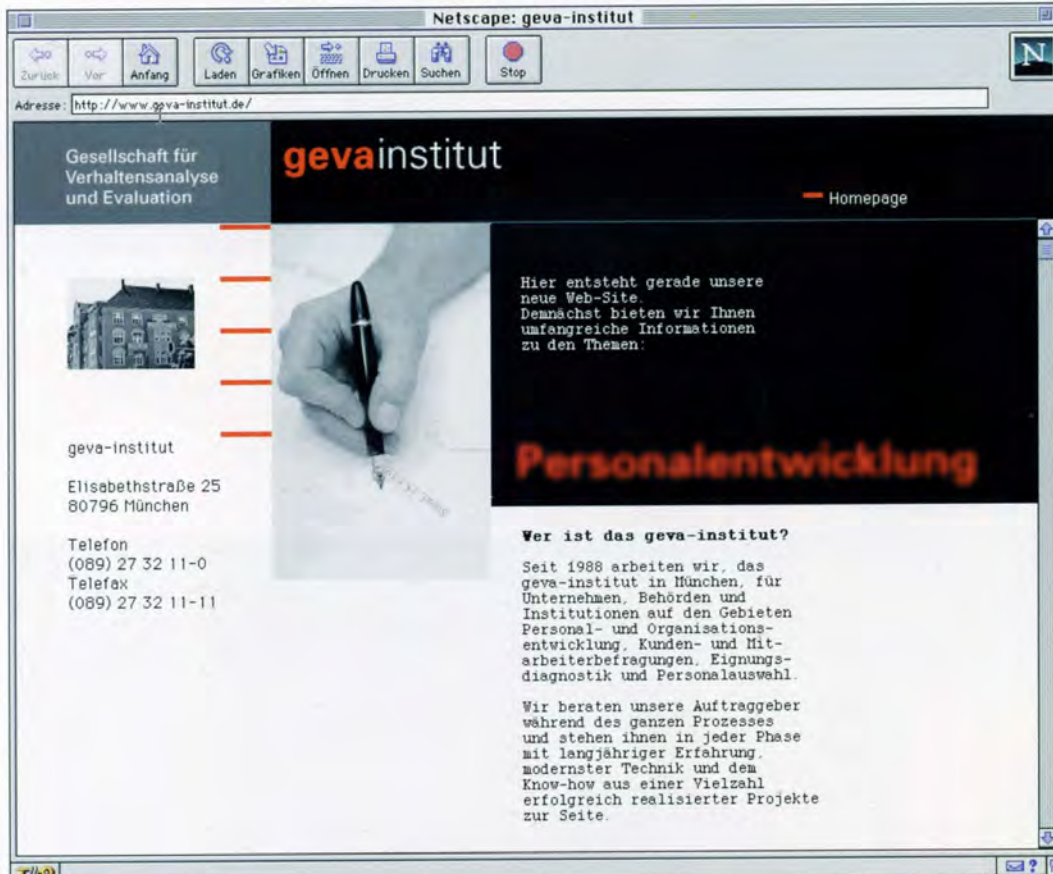 Netscape: geva-institut
Zurück Vor Anfang Laden Grafiken Öffnen Drucken Suchen Stop
N
Adresse: http://www.geva-institut.de/
Gesellschaft für
Verhaltensanalyse
und Evaluation
gevainstitut
Homepage
geva-institut
Elisabethstraße 25
80796 München
Telefon
(089) 27 32 11-0
Telefax
(089) 27 32 11-11
Hier entsteht gerade unsere
neue Web-Site.
Demnächst bieten wir Ihnen
umfangreiche Informationen
zu den Themen:
Personalentwicklung
Wer ist das geva-institut?
Seit 1988 arbeiten wir, das
geva-institut in München, für
Unternehmen, Behörden und
Institutionen auf den Gebieten
Personal- und Organisations-
entwicklung, Kunden- und Mit-
arbeiterbefragungen, Eignungs-
diagnostik und Personalauswahl.
Wir beraten unsere Auftraggeber
während des ganzen Prozesses
und stehen ihnen in jeder Phase
mit langjähriger Erfahrung,
modernster Technik und dem
Know-how aus einer Vielzahl
erfolgreich realisierter Projekte
zur Seite.
?